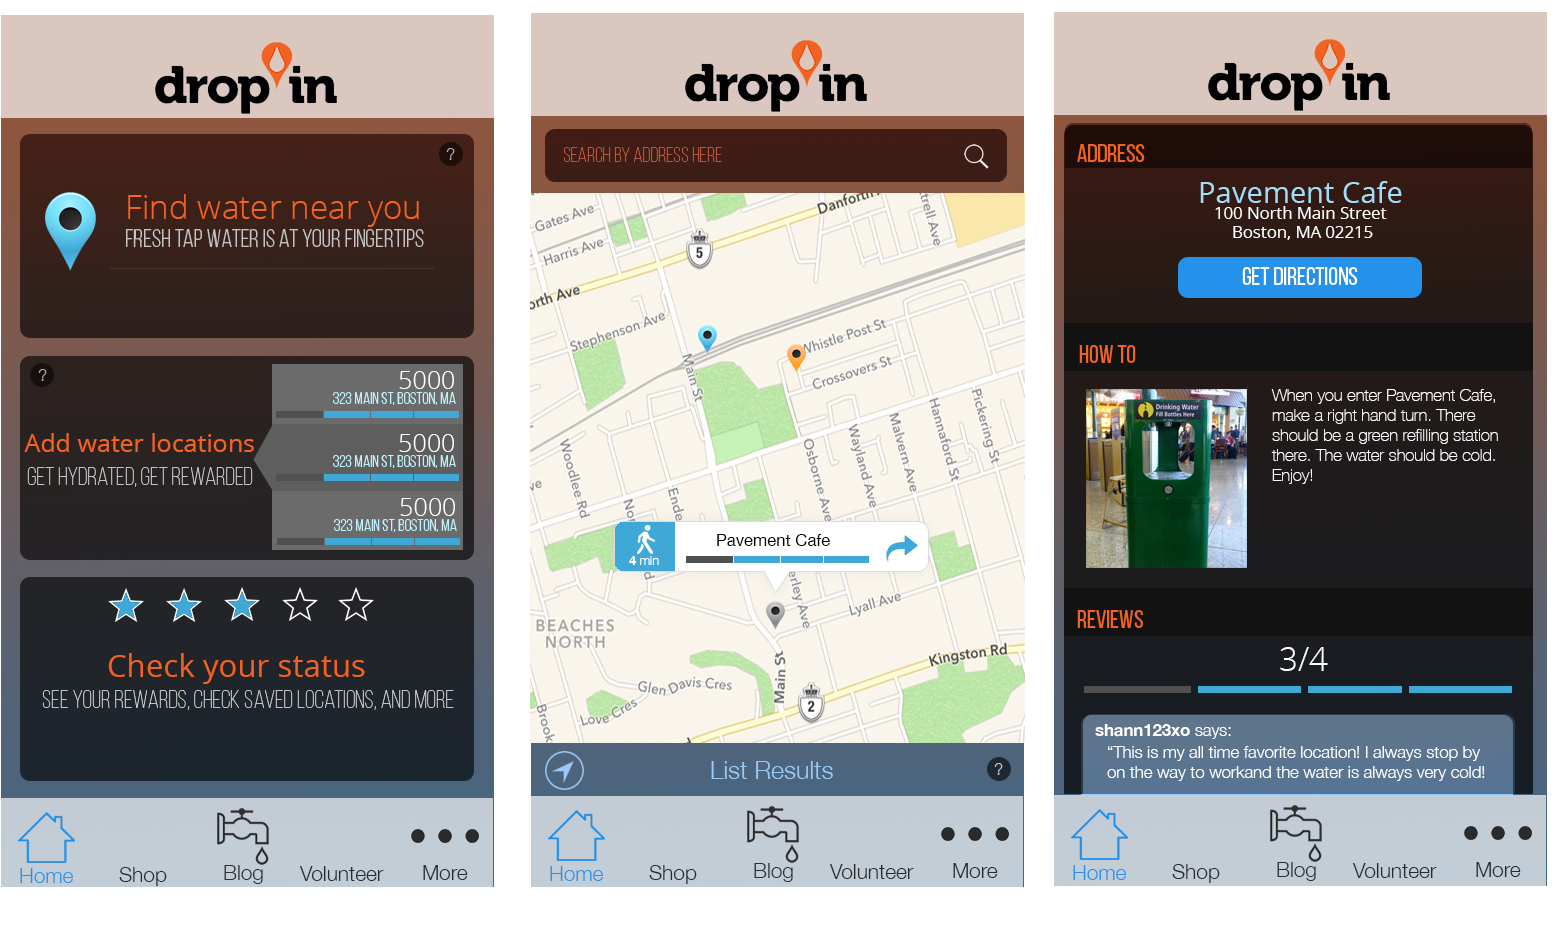 drop in
?
Find water near you
FRESH TAP WATER IS AT YOUR FINGERTIPS
?
5000
323 MAIN ST, BOSTON, MA
Add water locations
GET HYDRATED, GET REWARDED
5000
323 MAIN ST, BOSTON, MA
5000
323 MAIN ST, BOSTON, MA
Check your status
SEE YOUR REWARDS, CHECK SAVED LOCATIONS, AND MORE
Home
Shop
Blog
Volunteer
More
drop in
SEARCH BY ADDRESS HERE
Gates Ave
Danforth
Harris Ave
5
orth Ave
Stephenson Ave
Whistle Post St
Main St
Crossovers St
Pickering St
Hannaford St
Malvern Ave
Wayland Ave
Osborne Ave
Woodlee Rd
4 min
Pavement Cafe
erley Ave
Lyall Ave
BEACHES
NORTH
Kingston Rd
Main St
Glen Davis Cres
2
Love Cres
Brook
List Results
?
Home
Shop
Blog
Volunteer
More
drop in
ADDRESS
Pavement Cafe
100 North Main Street
Boston, MA 02215
GET DIRECTIONS
HOW TO
Drinking Water
Fill Bottles Here
When you enter Pavement Cafe,
make a right hand turn. There
should be a green refilling station
there. The water should be cold.
Enjoy!
REVIEWS
3/4
shann123xo says:
“This is my all time favorite location! I always stop by
on the way to workand the water is always very cold!
Home
Shop
Blog
Volunteer
More